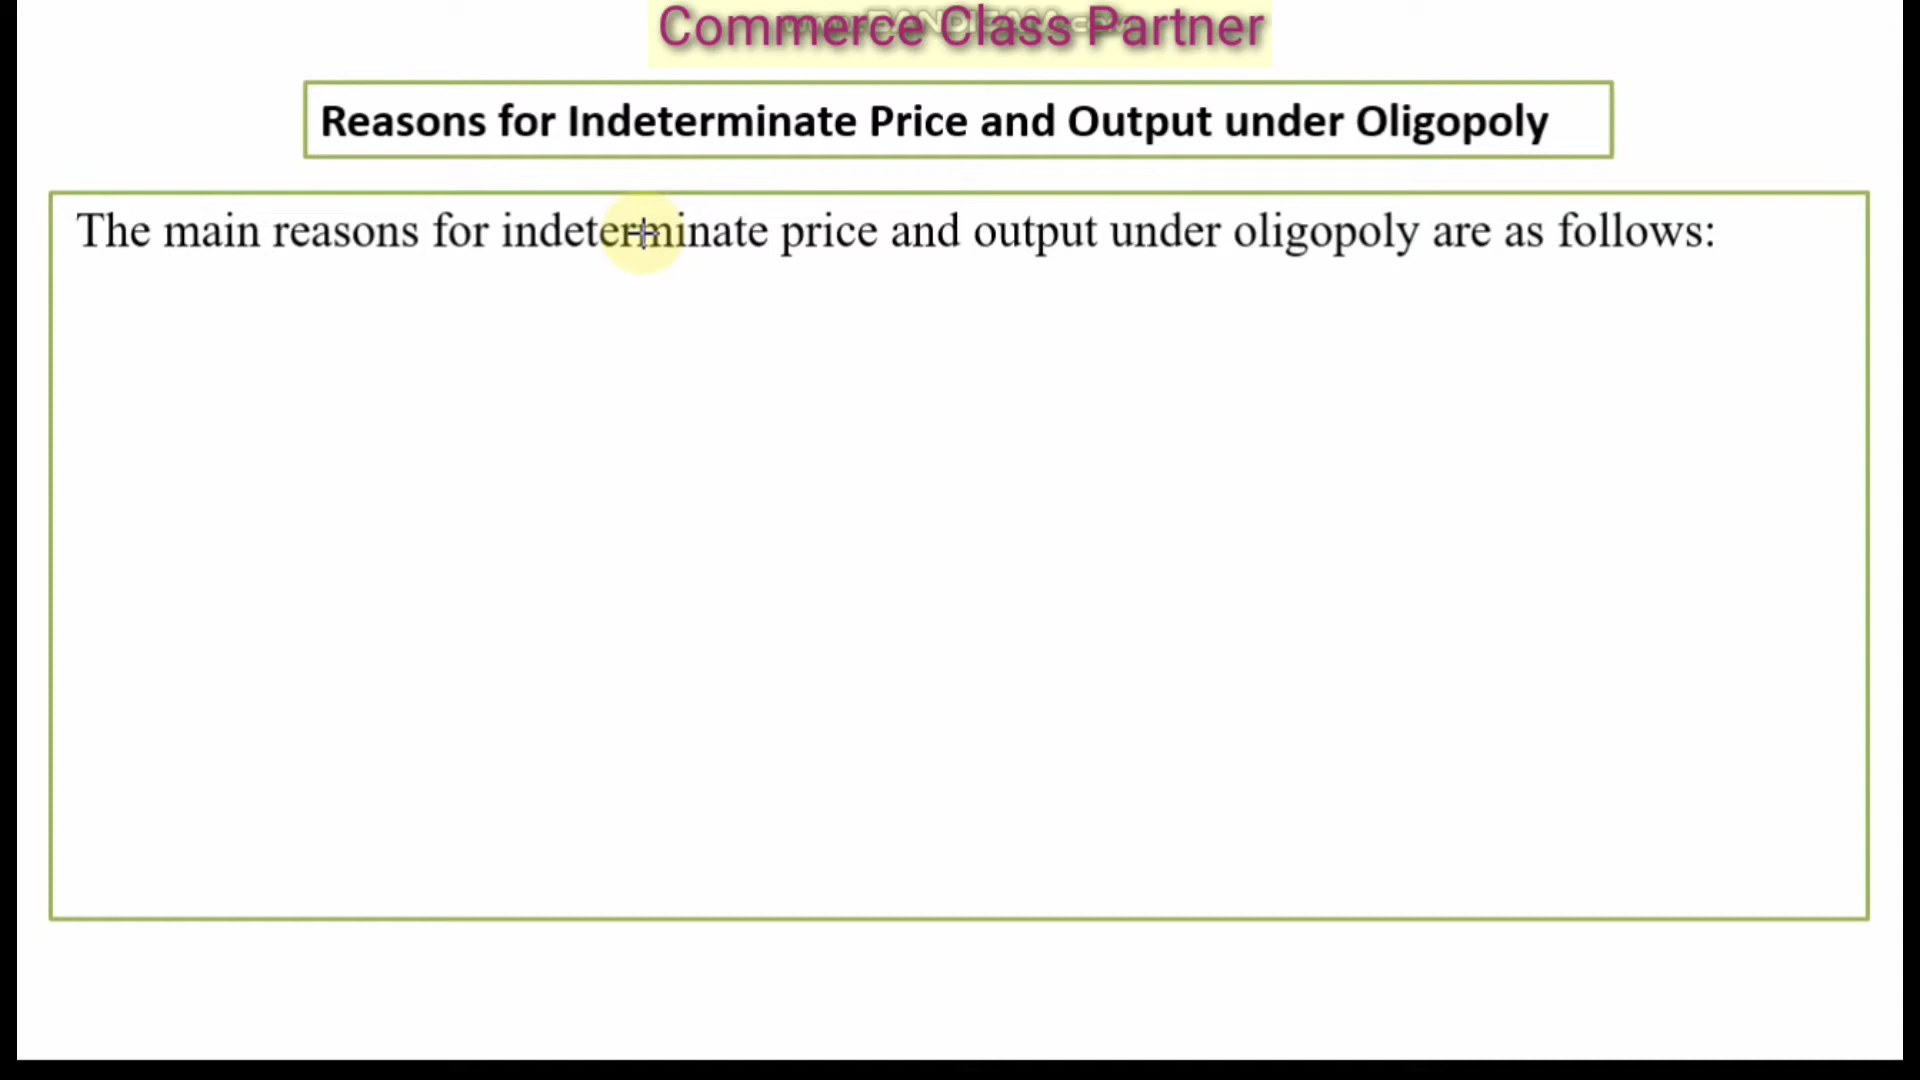 Commerce Class Partner
Reasons for Indeterminate Price and Output under Oligopoly
The main reasons for indeterminate price and output under oligopoly are as follows: